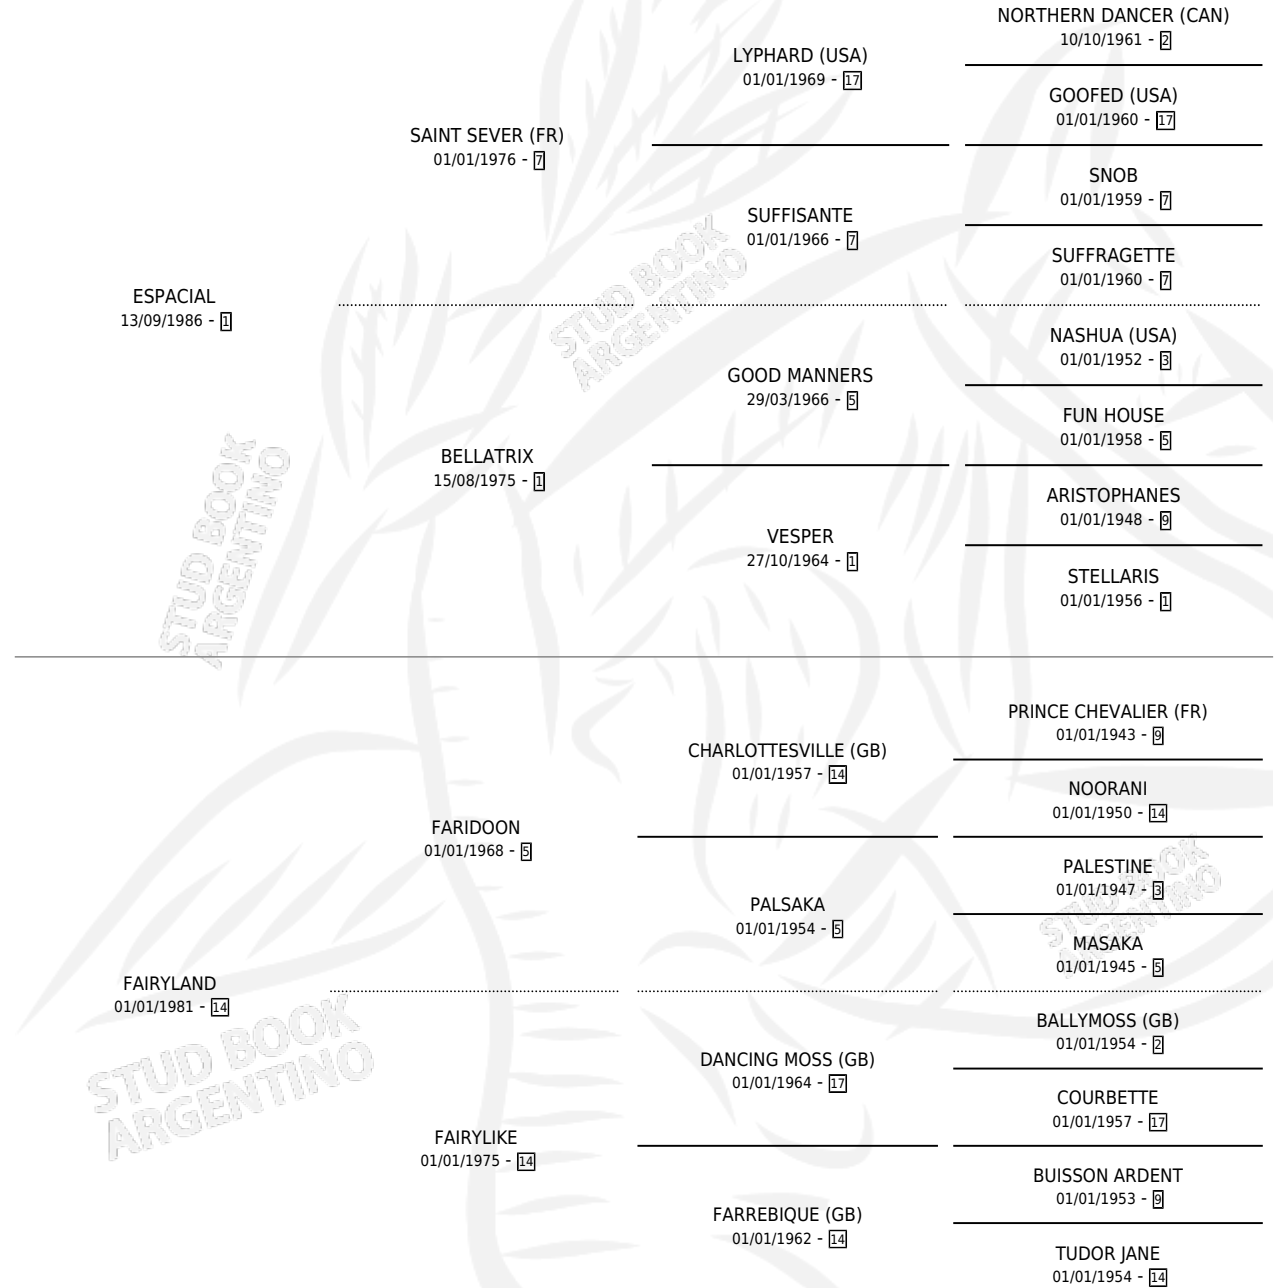 NORTHERN DANCER (CAN)
10/10/1961 - 2
LYPHARD (USA)
01/01/1969 - 17
GOOFED (USA)
01/01/1960 - 17
SAINT SEVER (FR)
01/01/1976 - 7
SNOB
01/01/1959 - 7
SUFFISANTE
01/01/1966 - 7
SUFFRAGETTE
01/01/1960 - 7
ESPACIAL
13/09/1986 - 1
NASHUA (USA)
01/01/1952 - 3
GOOD MANNERS
29/03/1966 - 5
FUN HOUSE
01/01/1958 - 5
BELLATRIX
15/08/1975 - 1
ARISTOPHANES
01/01/1948 - 9
VESPER
27/10/1964 - 1
STELLARIS
01/01/1956 - 1
PRINCE CHEVALIER (FR)
01/01/1943 - 9
CHARLOTTESVILLE (GB)
01/01/1957 - 14
NOORANI
01/01/1950 - 14
FARIDOON
01/01/1968 - 5
PALESTINE
01/01/1947 - 3
PALSAKA
01/01/1954 - 5
MASAKA
01/01/1945 - 5
FAIRYLAND
01/01/1981 - 14
BALLYMOSS (GB)
01/01/1954 - 2
DANCING MOSS (GB)
01/01/1964 - 17
COURBETTE
01/01/1957 - 17
FAIRYLIKE
01/01/1975 - 14
BUISSON ARDENT
01/01/1953 - 9
FARREBIQUE (GB)
01/01/1962 - 14
TUDOR JANE
01/01/1954 - 14
STUD BOOK
ARGENTINO
STUD BOOK
ARGENTINO
STUD BOOK
ARGENTINO
STUD BOOK
ARGENTINO